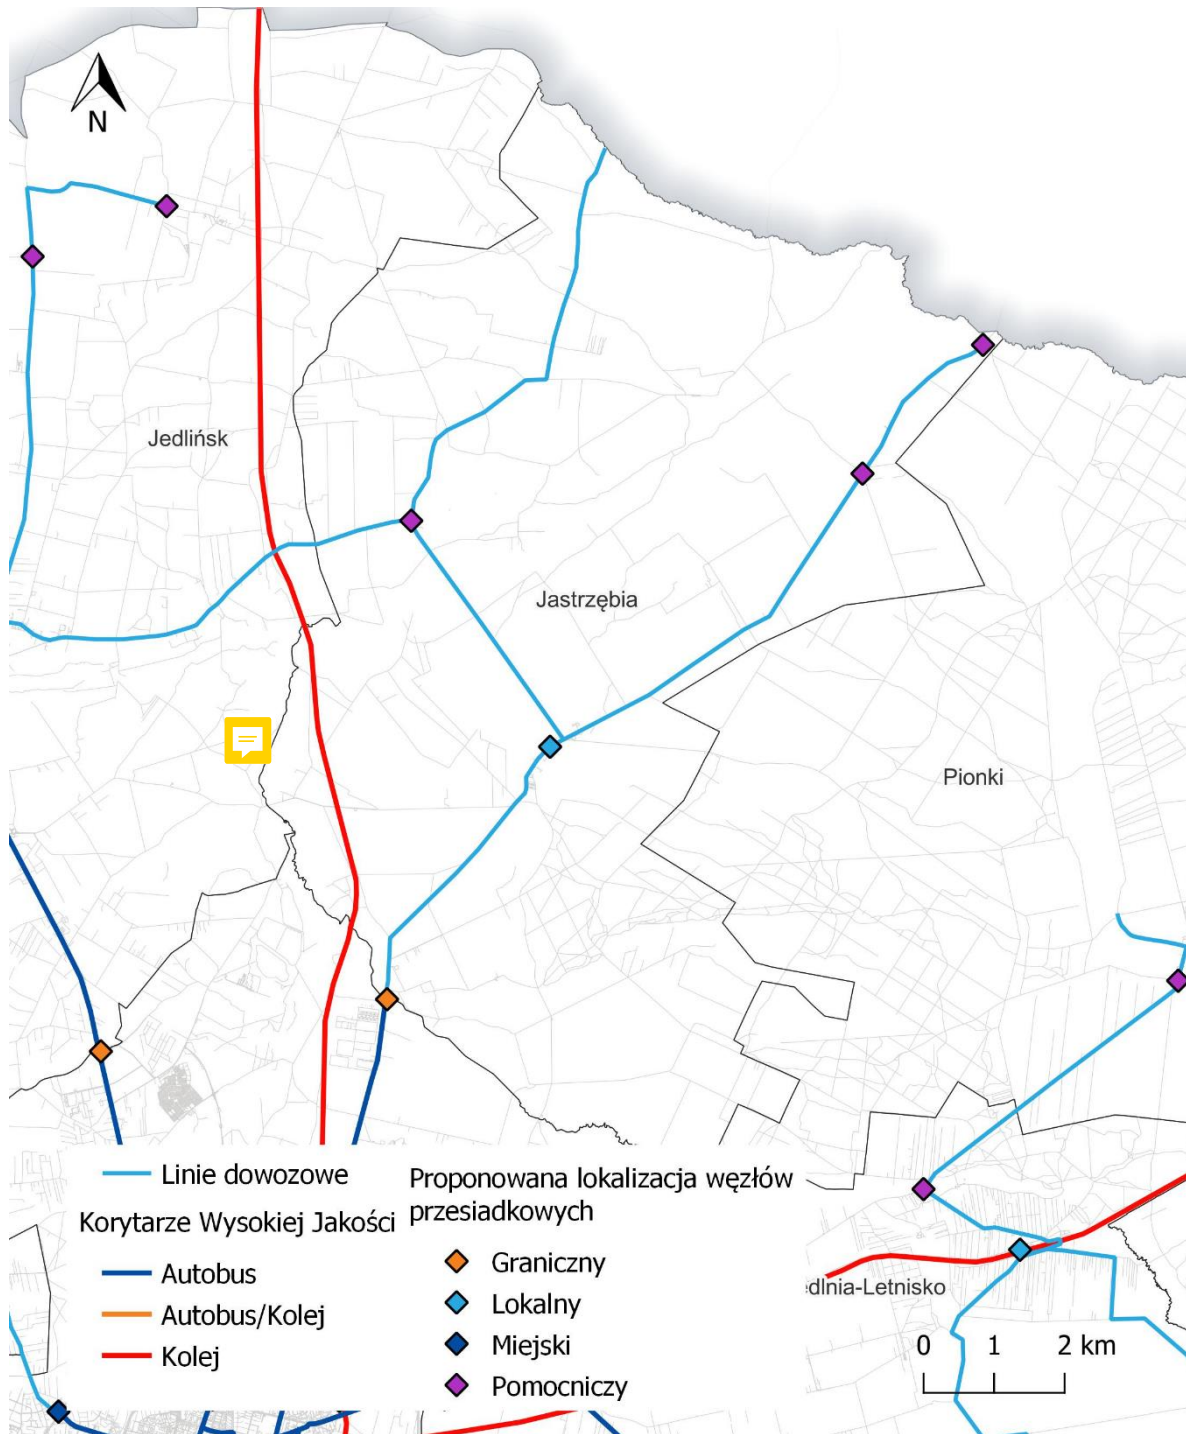 N
Jedlińsk
Jastrzębia
Pionki
edlnia-Letnisko
0 1 2 km
Linie dowozowe
Korytarze Wysokiej Jakości
Autobus
Autobus/Kolej
Kolej
Proponowana lokalizacja węzłów
przesiadkowych
Graniczny
Lokalny
Miejski
Pomocniczy